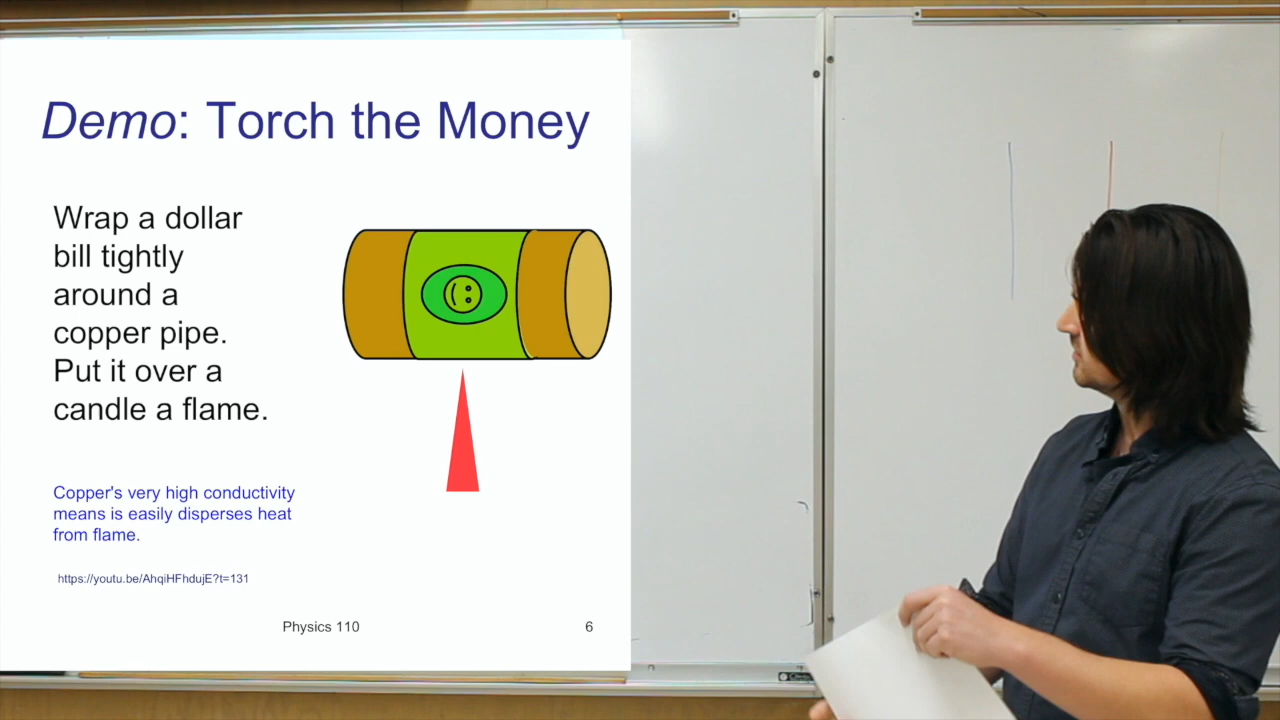 Demo: Torch the Money
Wrap a dollar
bill tightly
around a
copper pipe.
Put it over a
candle a flame.
Copper's very high conductivity
means is easily disperses heat
from flame.
https://youtu.be/AhqiHFhdujE?t=131
Physics 110
6